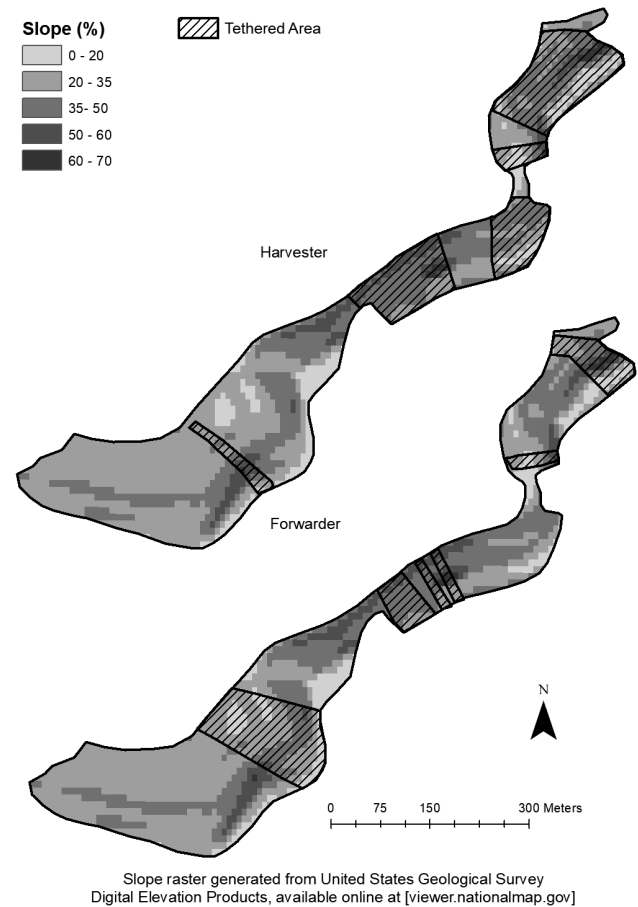 Slope (%)
0 - 20
20 - 35
35- 50
50 - 60
60 - 70
Tethered Area
Harvester
Forwarder
N
0 75 150 300 Meters
Slope raster generated from United States Geological Survey
Digital Elevation Products, available online at [viewer.nationalmap.gov]